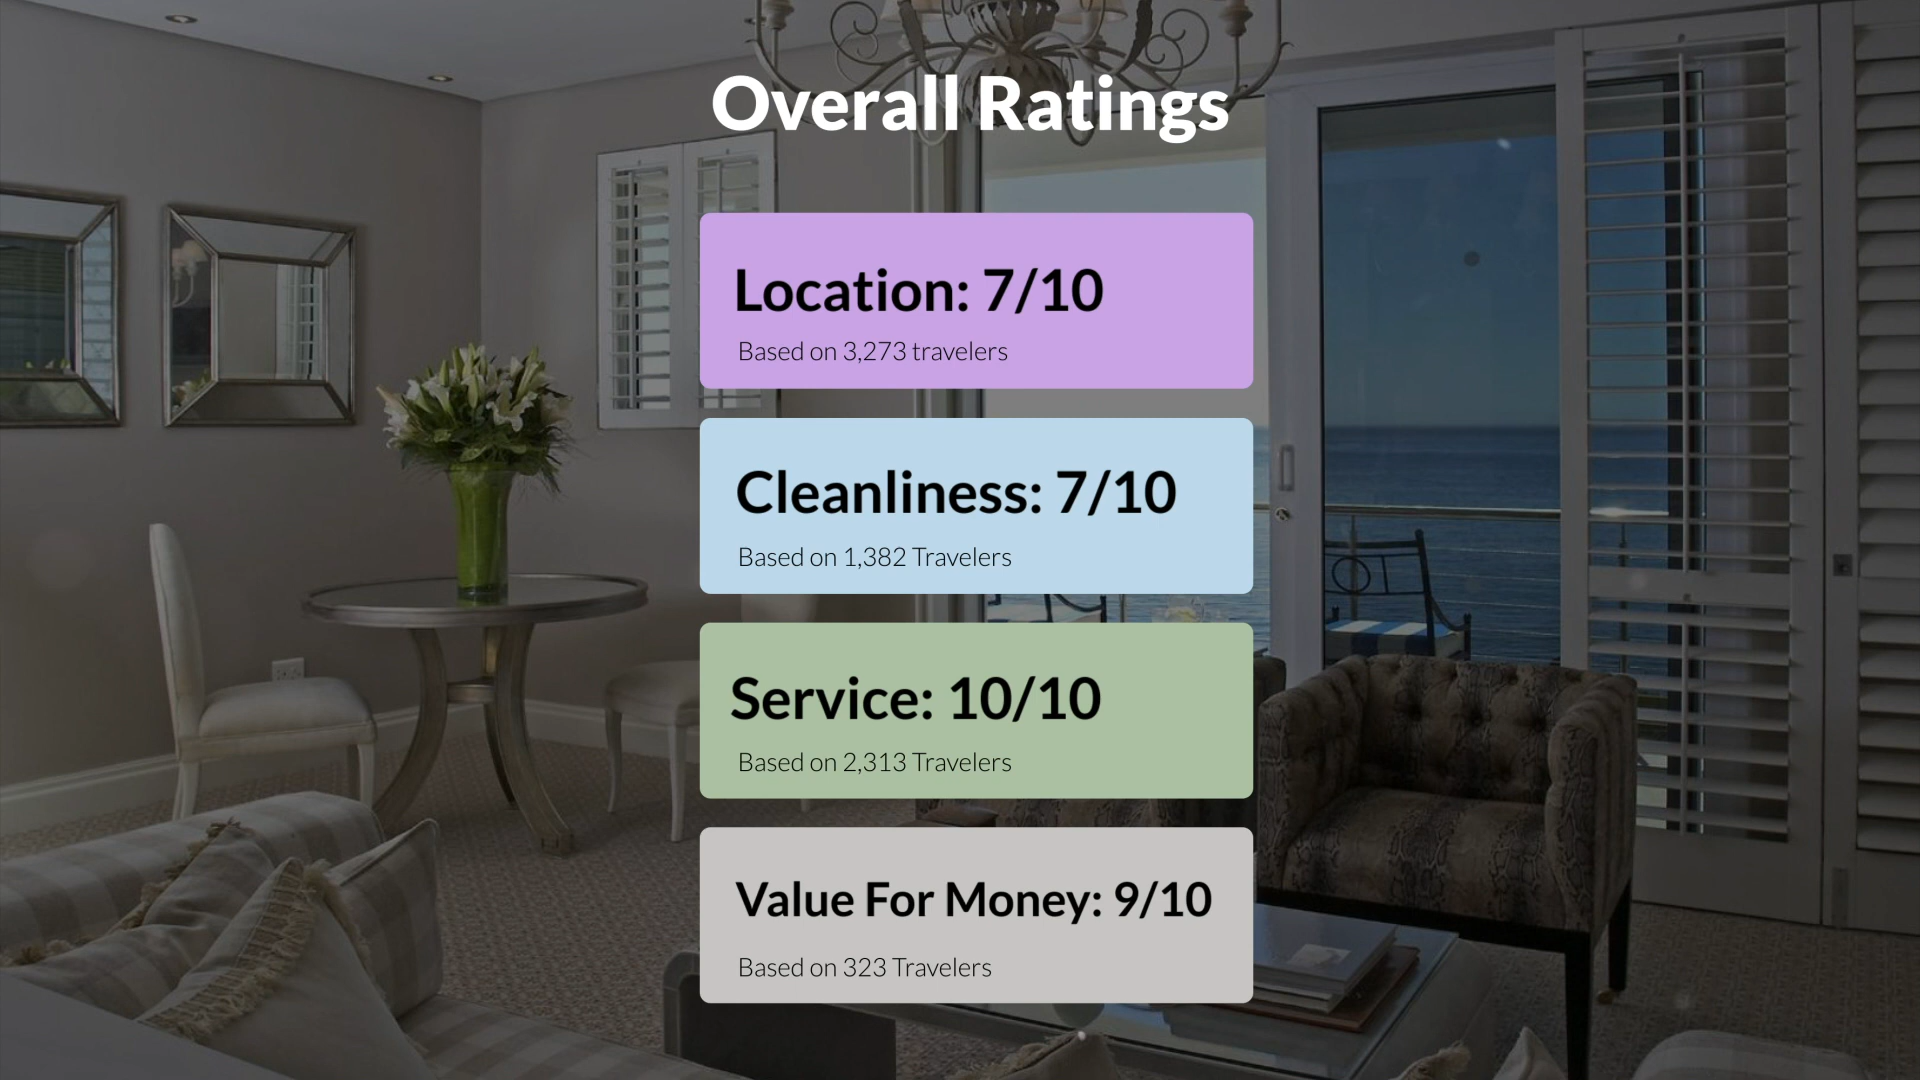 Overall Ratings
Location: 7/10
Based on 3,273 travelers
Cleanliness: 7/10
Based on 1,382 Travelers
Service: 10/10
Based on 2,313 Travelers
Value For Money: 9/10
Based on 323 Travelers